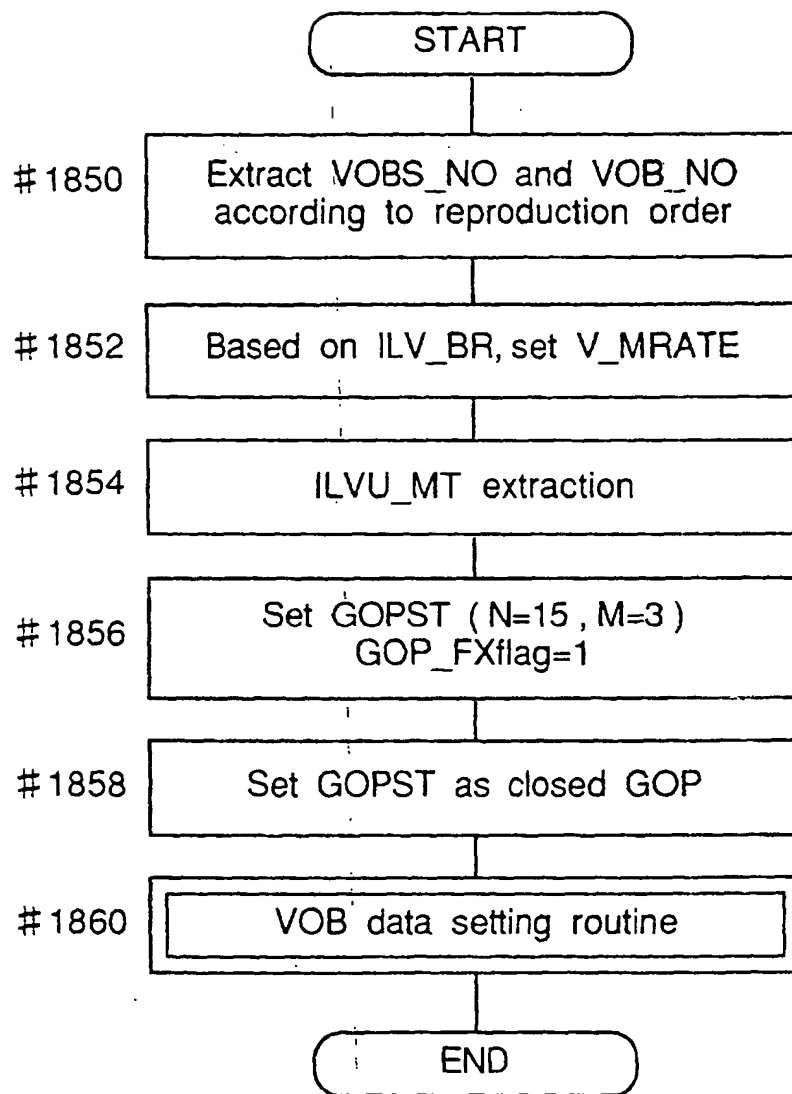 START
#1850
Extract VOBS_NO and VOB_NO
according to reproduction order
#1852
Based on ILV_BR, set V_MRATE
#1854
ILVU_MT extraction
#1856
Set GOPST ( N=15 , M=3 )
GOP_FXflag=1
#1858
Set GOPST as closed GOP
#1860
VOB data setting routine
END